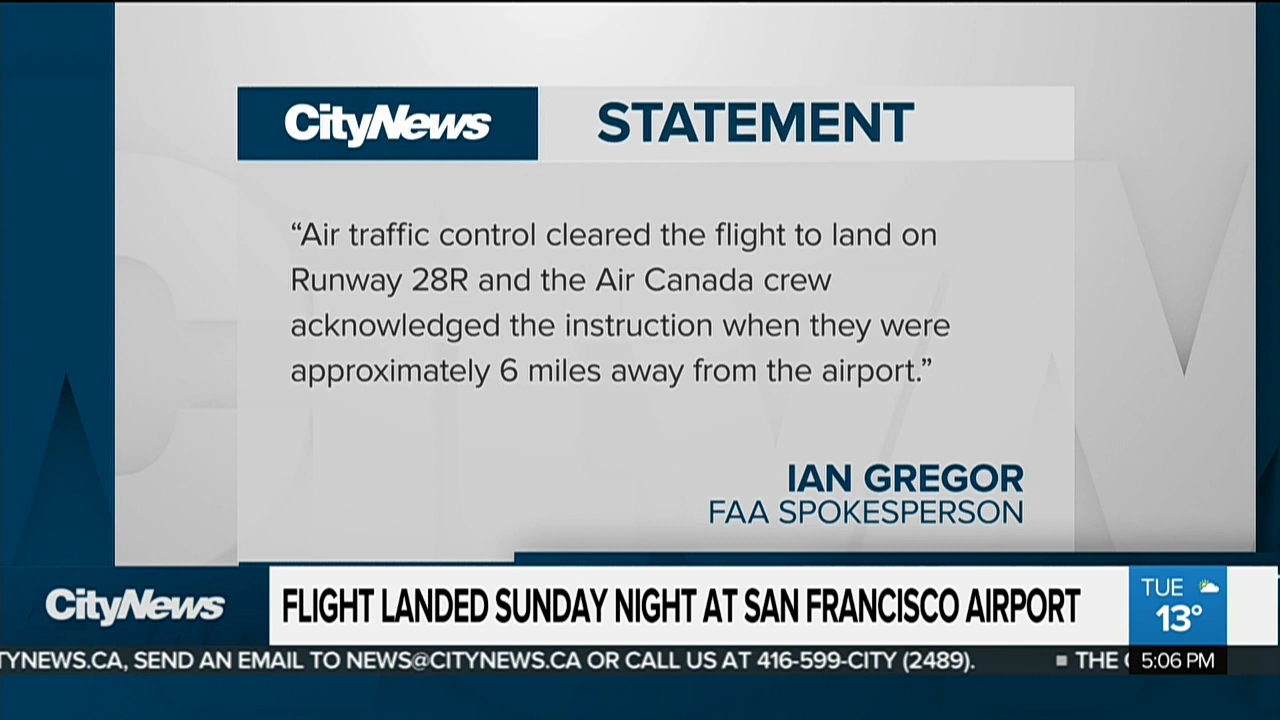 CityNews STATEMENT
“Air traffic control cleared the flight to land on
Runway 28R and the Air Canada crew
acknowledged the instruction when they were
approximately 6 miles away from the airport.”
IAN GREGOR
FAA SPOKESPERSON
CityNews FLIGHT LANDED SUNDAY NIGHT AT SAN FRANCISCO AIRPORT
TUE
13°
TYNEWS.CA, SEND AN EMAIL TO NEWS@CITYNEWS.CA OR CALL US AT 416-599-CITY (2489). ■ THE
5:06 PM